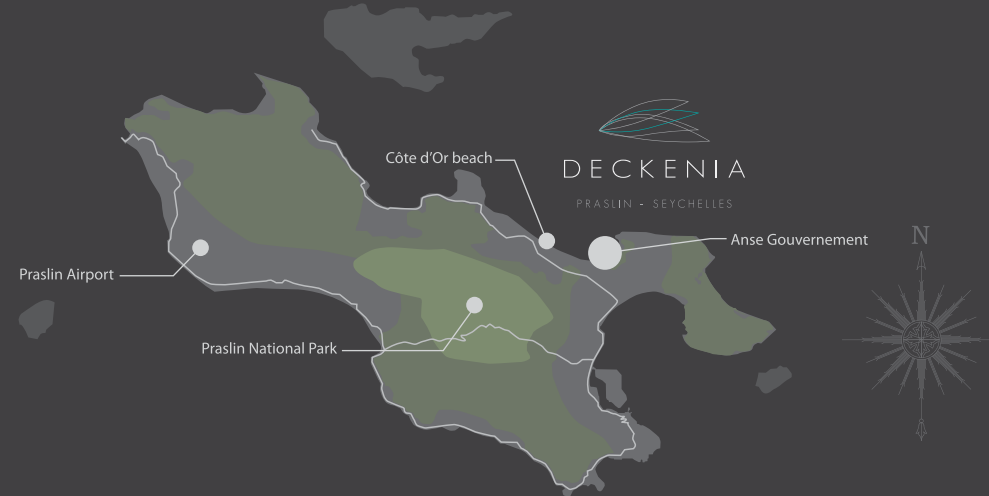 DECKENIA
PRASLIN - SEYCHELLES
Côte d'Or beach
Anse Gouvernement
N
Praslin Airport
Praslin National Park